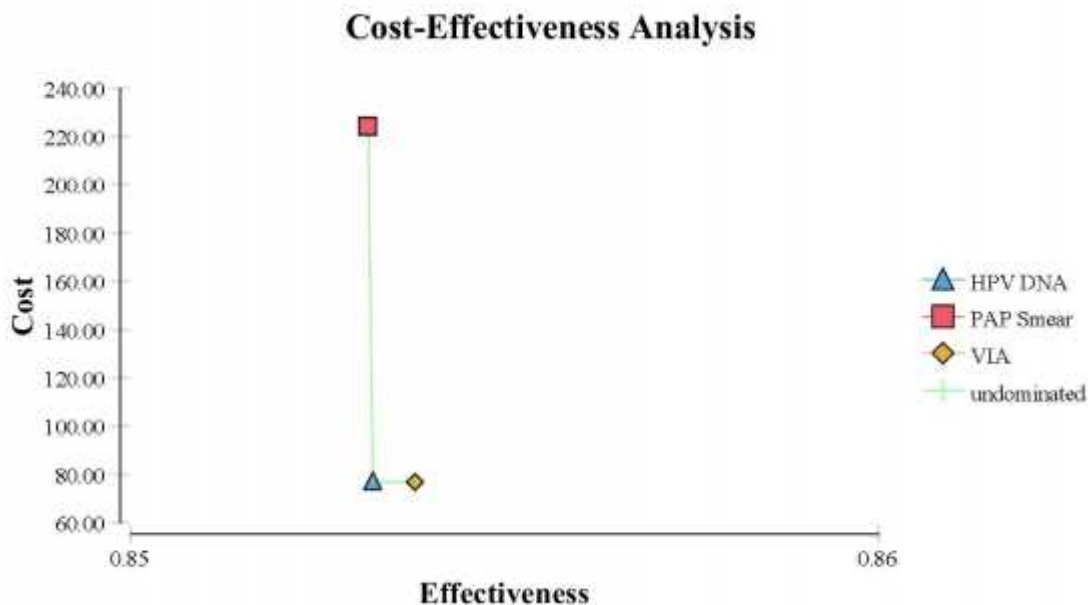 Cost-Effectiveness Analysis
240.00
220.00
200.00
180.00
160.00
140.00
120.00
100.00
80.00
60.00
Cost
HPV DNA
PAP Smear
VIA
undominated
0.85
0.86
Effectiveness